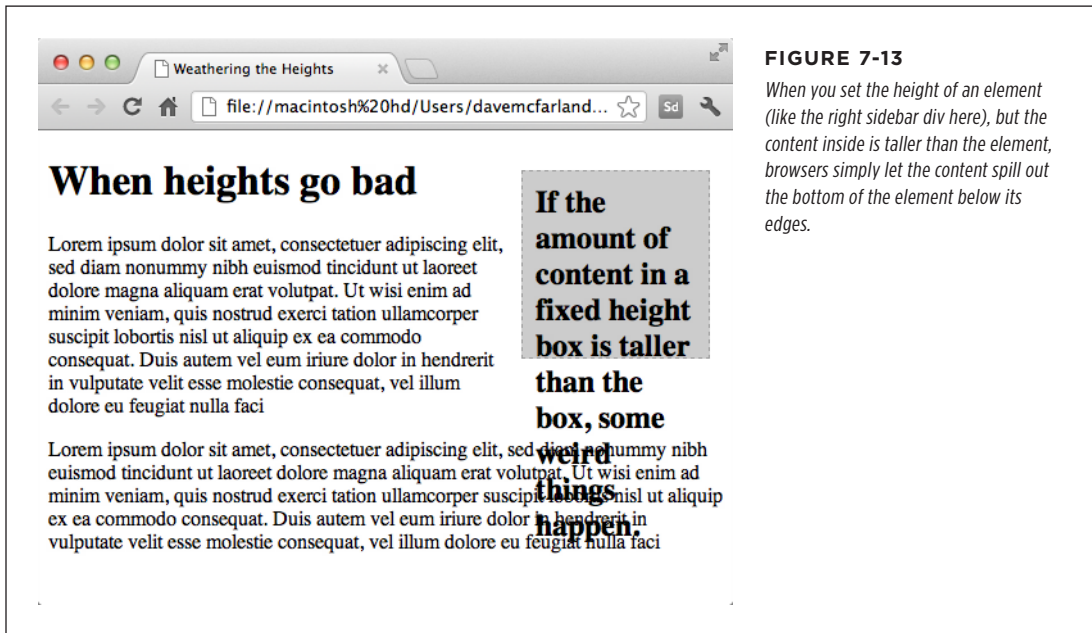 Weathering the Heights
file://macintosh%20hd/Users/davemcfarland...
Sd
When heights go bad
Lorem ipsum dolor sit amet, consectetuer adipiscing elit,
sed diam nonummy nibh euismod tincidunt ut laoreet
dolore magna aliquam erat volutpat. Ut wisi enim ad
minim veniam, quis nostrud exerci tation ullamcorper
suscipit lobortis nisl ut aliquip ex ea commodo
consequat. Duis autem vel eum iriure dolor in hendrerit
in vulputate velit esse molestie consequat, vel illum
dolore eu feugiat nulla faci
Lorem ipsum dolor sit amet, consectetuer adipiscing elit, sed diam nonummy nibh
euismod tincidunt ut laoreet dolore magna aliquam erat volutpat. Ut wisi enim ad
minim veniam, quis nostrud exerci tation ullamcorper suscipit lobortis nisl ut aliquip
ex ea commodo consequat. Duis autem vel eum iriure dolor in hendrerit in
vulputate velit esse molestie consequat, vel illum dolore eu feugiat nulla faci
If the
amount of
content in a
fixed height
box is taller
than the
box, some
weird
things
happen.
FIGURE 7-13
When you set the height of an element
(like the right sidebar div here), but the
content inside is taller than the element,
browsers simply let the content spill out
the bottom of the element below its
edges.